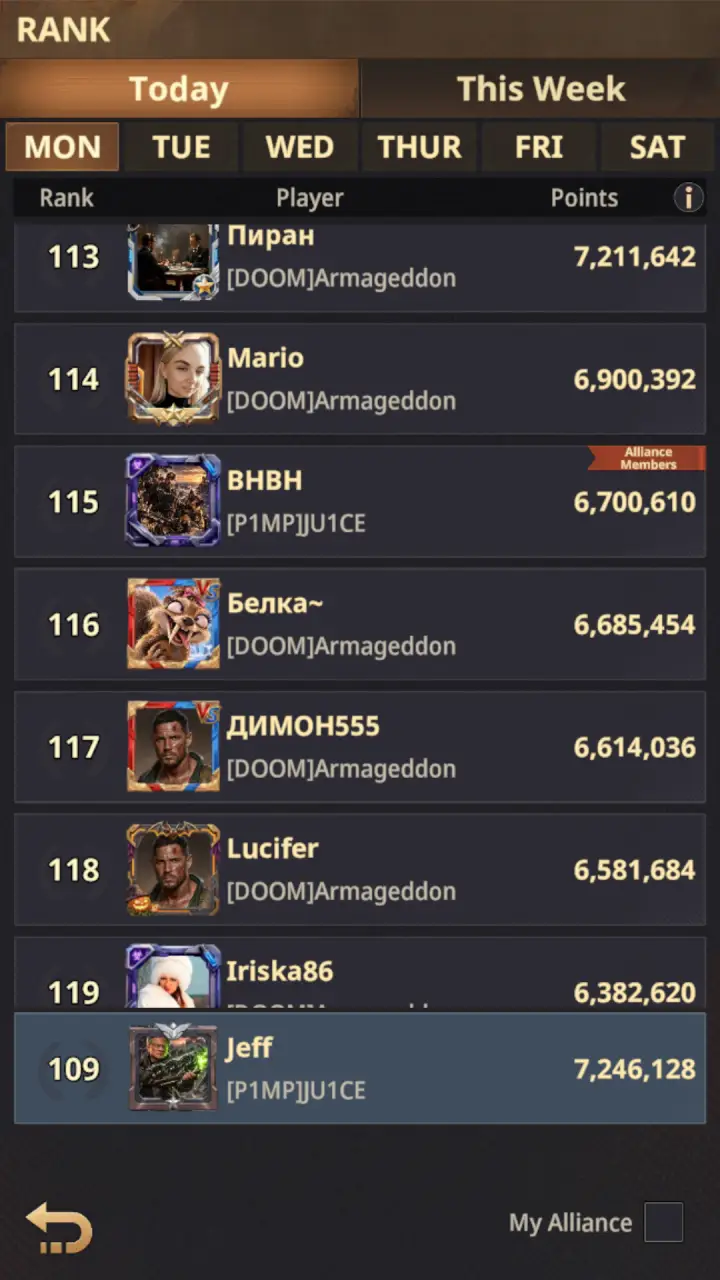 RANK
Today
This Week
MON TUE WED THUR FRI SAT
Rank Player Points i
113 Пиран 7,211,642
[DOOM]Armageddon
114 Mario 6,900,392
[DOOM]Armageddon
Alliance
Members
115 BHBH 6,700,610
[P1MP]JU1CE
VS
116 Белка~ 6,685,454
[DOOM]Armageddon
VS
117 ДИМОН555 6,614,036
[DOOM]Armageddon
118 Lucifer 6,581,684
[DOOM]Armageddon
119 Iriska86 6,382,620
109 Jeff 7,246,128
[P1MP]JU1CE
My Alliance